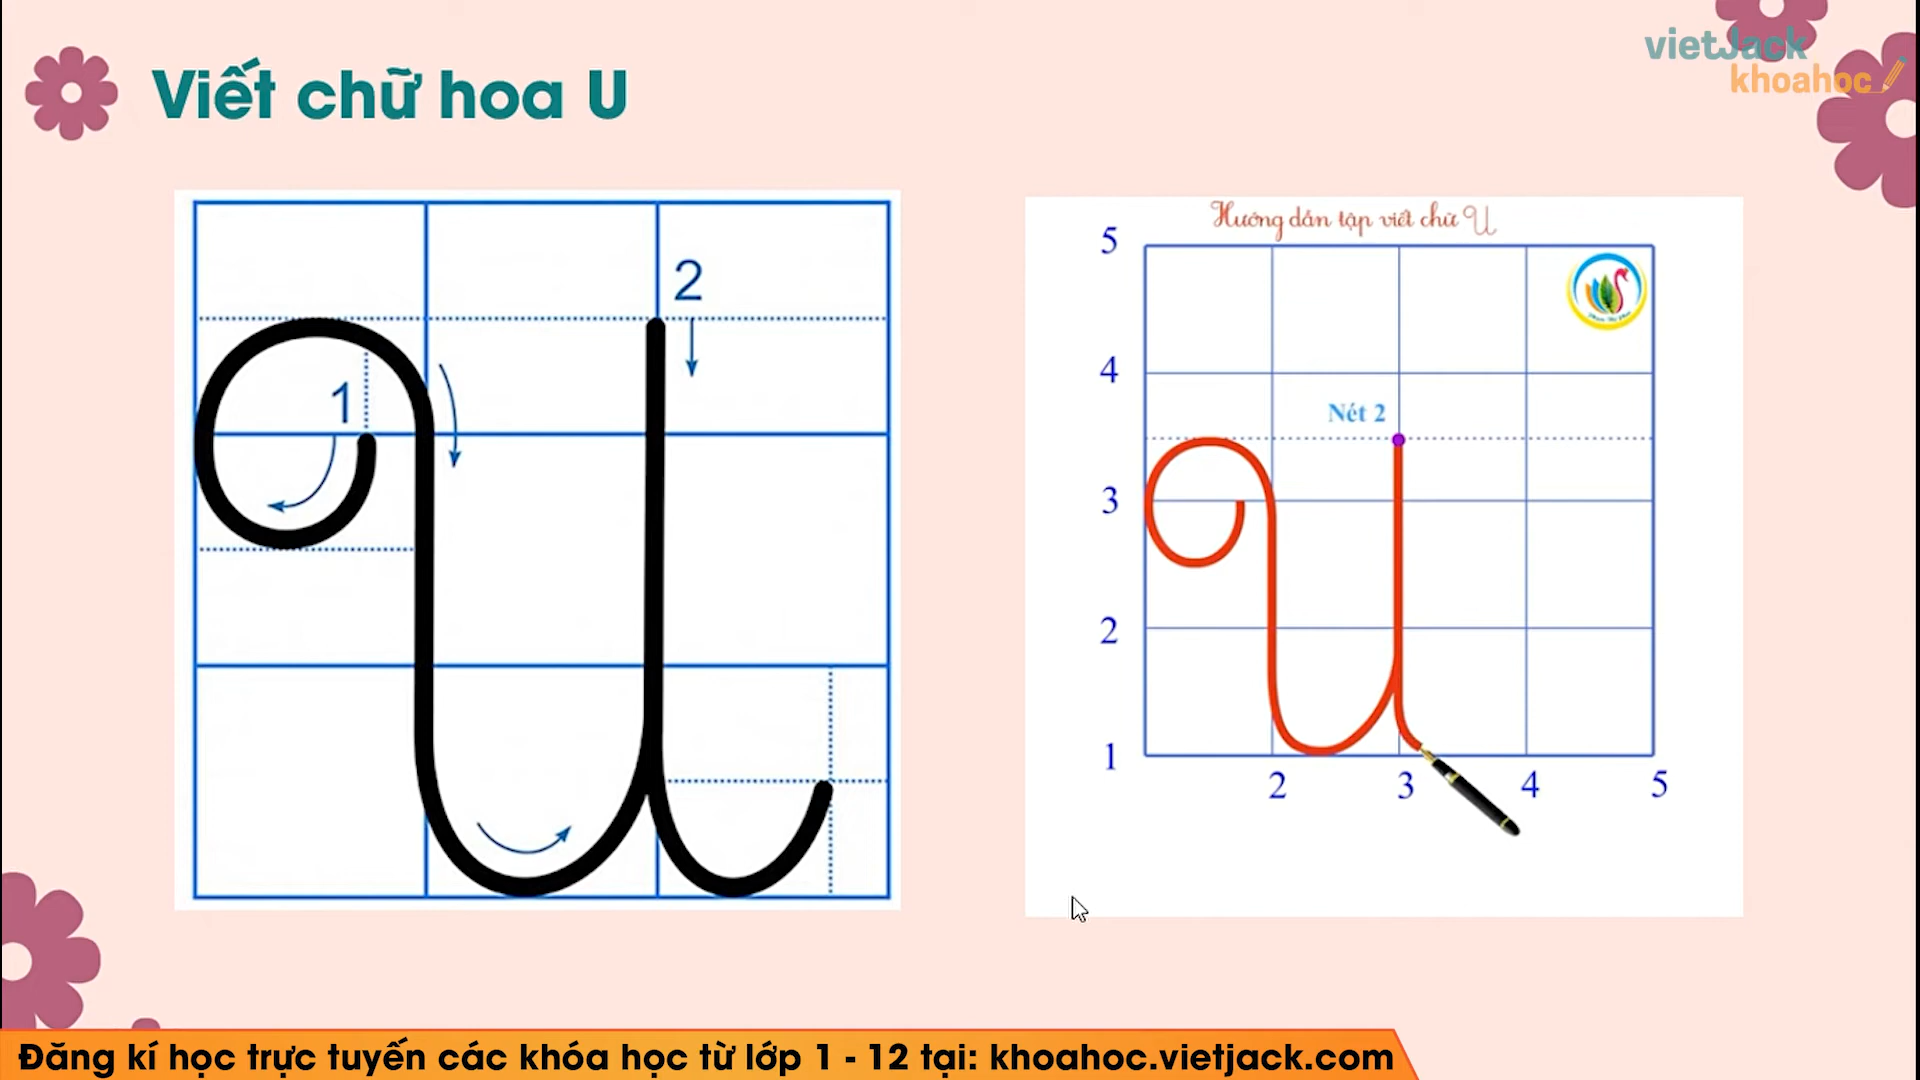 vietJack
khoahoc
Viết chữ hoa U
1
2
Hướng dẫn tập viết chữ U
5
4
Nét 2
3
2
1
2
3
4
5
Đăng kí học trực tuyến các khóa học từ lớp 1 - 12 tại: khoahoc.vietjack.com